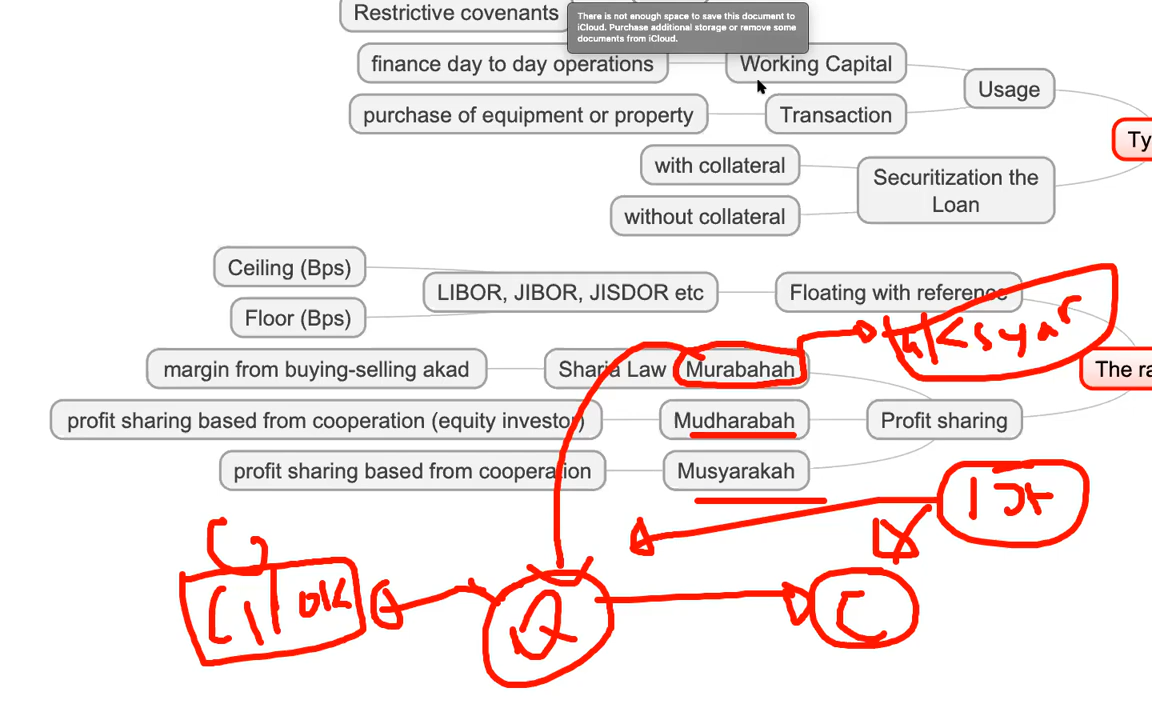 Restrictive covenants
There is not enough space to save this document to
iCloud. Purchase additional storage or remove some
documents from iCloud.
finance day to day operations
Working Capital
Usage
purchase of equipment or property
Transaction
Ty
with collateral
Securitization the
Loan
without collateral
Ceiling (Bps)
LIBOR, JIBOR, JISDOR etc
Floating with reference
Floor (Bps)
margin from buying-selling akad
Sharia Law
Murabahah
The ra
profit sharing based from cooperation (equity investor)
Mudharabah
Profit sharing
profit sharing based from cooperation
Musyarakah
OK
Q
C